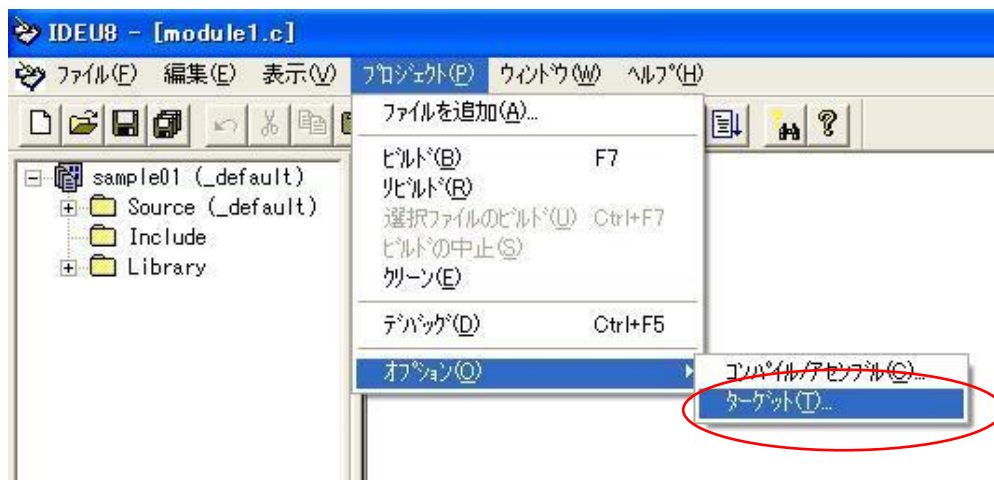 IDEU8 - [module1.c]
ファイル(F) 編集(E) 表示(V) プロジェクト(P) ウィンドウ(W) ヘルプ(H)
ファイルを追加(A)...
ビルド(B) F7
リビルド(R)
選択ファイルのビルド(U) Ctrl+F7
ビルドの中止(S)
クリーン(E)
デバッグ(D) Ctrl+F5
オプション(O)
コンパイル/アセンブル(C)...
ターゲット(T)...
sample01 (_default)
Source (_default)
Include
Library